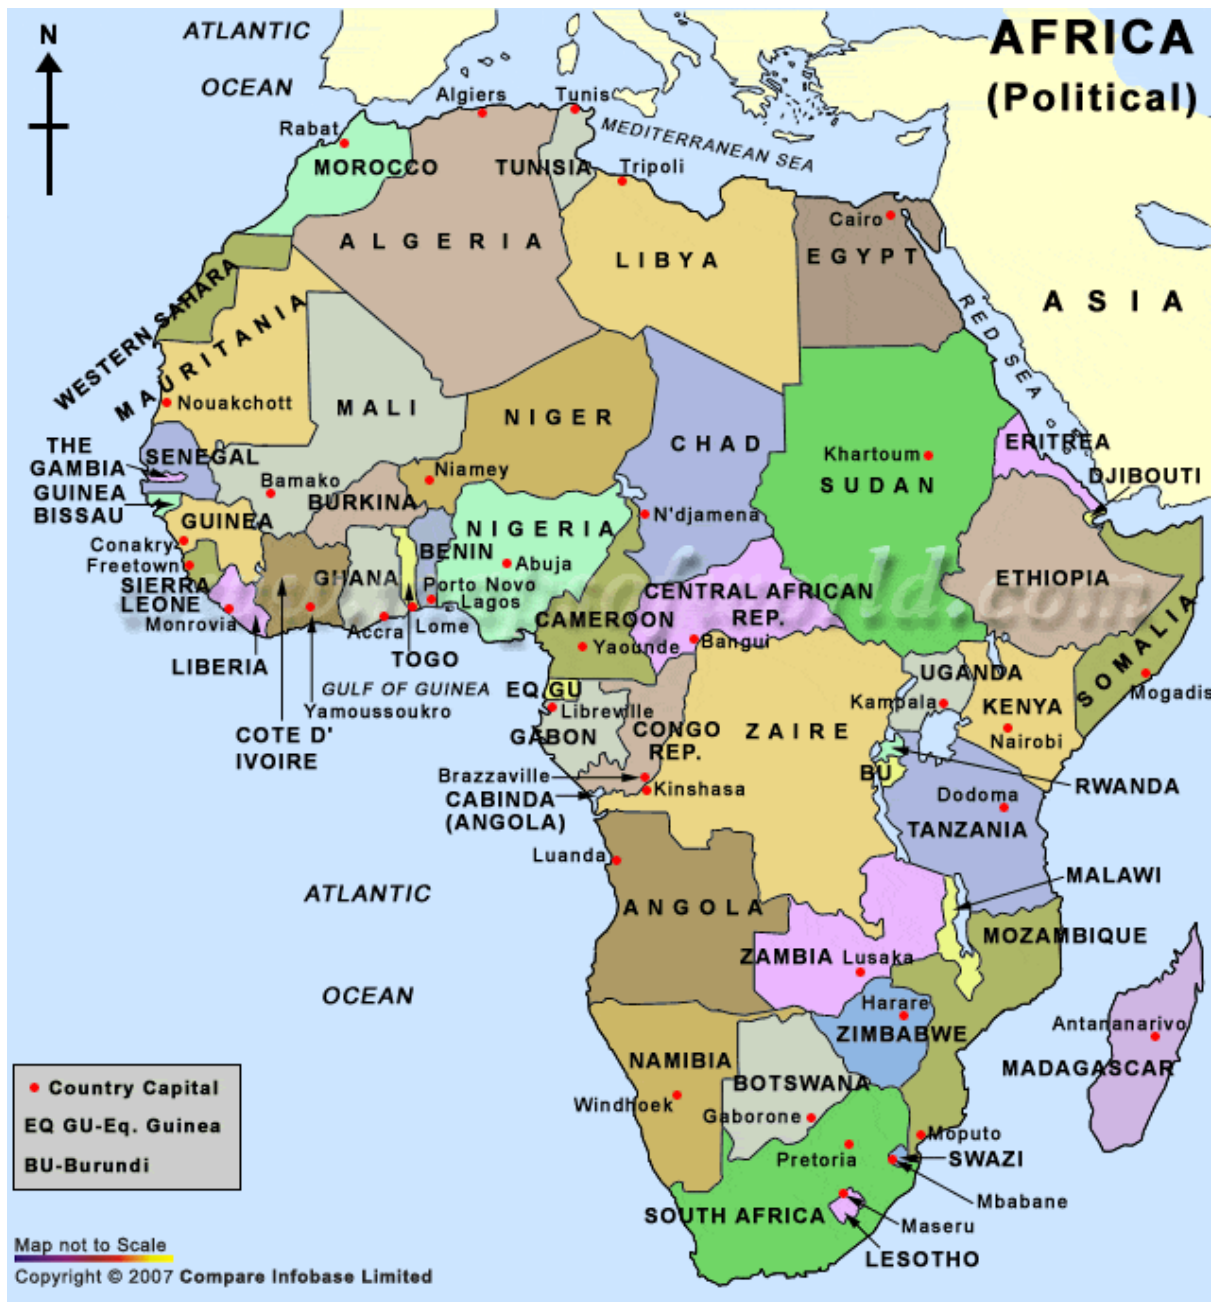 AFRICA
(Political)
N
ATLANTIC
OCEAN
Algiers
Tunis
Rabat
MEDITERRANEAN SEA
MOROCCO
TUNISIA
Tripoli
Cairo
ALGERIA
LIBYA
EGYPT
ASIA
RED SEA
WESTERN SAHARA
MAURITANIA
Nouakchott
MALI
NIGER
CHAD
ERITREA
Khartoum
SUDAN
DJIBOUTI
THE
GAMBIA
SENEGAL
GUINEA
BISSAU
Bamako
BURKINA
Niamey
N'djamena
GUINEA
NIGERIA
Conakry
Freetown
SIERRA
LEONE
Monrovia
GHANA
BENIN
Abuja
Porto Novo
Lagos
Accra
Lome
TOGO
LIBERIA
CENTRAL AFRICAN
REP.
CAMEROON
Yaounde
Bangui
ETHIOPIA
SOMALIA
Mogadis
UGANDA
Kampala
KENYA
Nairobi
GULF OF GUINEA
Yamoussoukro
COTE D'
IVOIRE
EQ GU
Libreville
GABON
CONGO
REP.
ZAIRE
BU
RWANDA
Brazzaville
Kinshasa
CABINDA
(ANGOLA)
Dodoma
TANZANIA
Luanda
MALAWI
ATLANTIC
OCEAN
ANGOLA
ZAMBIA
Lusaka
MOZAMBIQUE
Harare
ZIMBABWE
Antananarivo
MADAGASCAR
NAMIBIA
BOTSWANA
Windhoek
Gaborone
Moputo
Pretoria
SWAZI
Mbabane
SOUTH AFRICA
Maseru
LESOTHO
Country Capital
EQ GU-Eq. Guinea
BU-Burundi
Map not to Scale
Copyright © 2007 Compare Infobase Limited